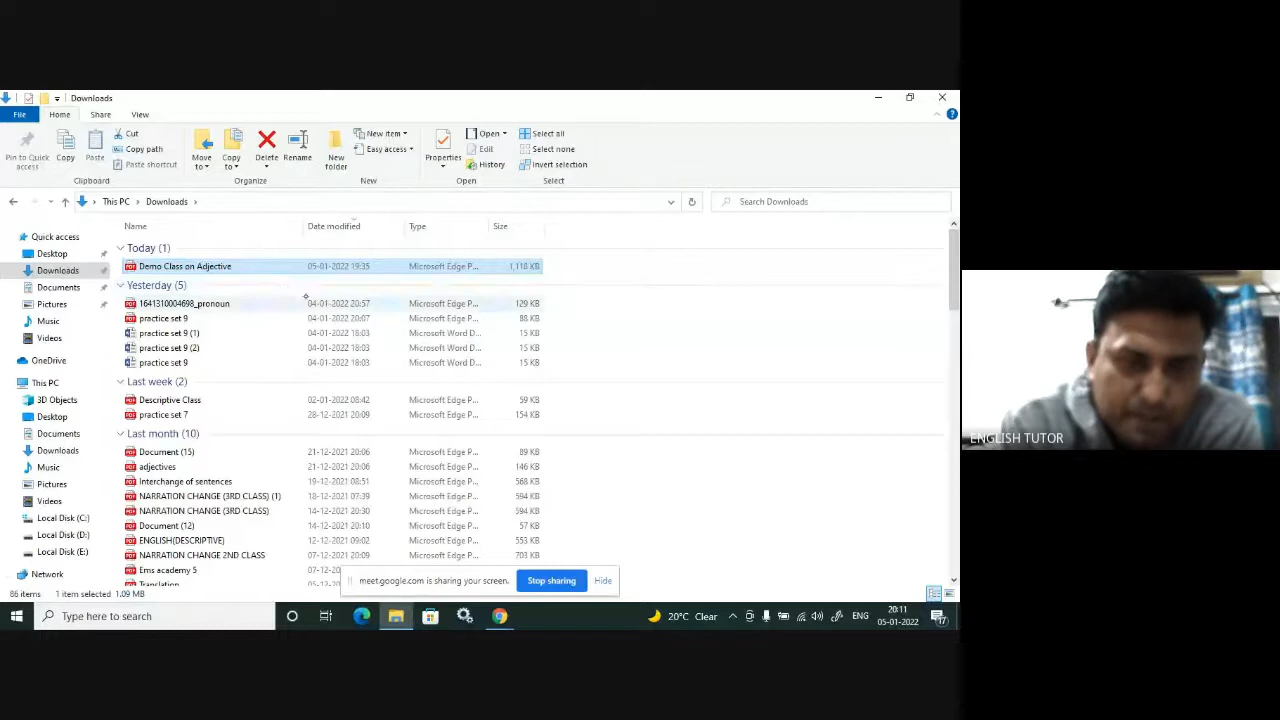 Downloads
File Home Share View
Pin to Quick access
Copy
Paste
Cut
Copy path
Paste shortcut
Move to
Copy to
Delete
Rename
New folder
New item
Easy access
Properties
Open
Edit
History
Select all
Select none
Invert selection
Clipboard Organize New Open Select
This PC Downloads
Search Downloads
Name Date modified Type Size
Today (1)
Demo Class on Adjective 05-01-2022 19:35 Microsoft Edge P... 1,118 KB
Yesterday (5)
1641310004698_pronoun 04-01-2022 20:57 Microsoft Edge P... 129 KB
practice set 9 04-01-2022 20:07 Microsoft Edge P... 88 KB
practice set 9 (1) 04-01-2022 18:03 Microsoft Word D... 15 KB
practice set 9 (2) 04-01-2022 18:03 Microsoft Word D... 15 KB
practice set 9 04-01-2022 18:03 Microsoft Word D... 15 KB
Last week (2)
Descriptive Class 02-01-2022 08:42 Microsoft Edge P... 59 KB
practice set 7 28-12-2021 20:09 Microsoft Edge P... 154 KB
Last month (10)
Document (15) 21-12-2021 20:06 Microsoft Edge P... 89 KB
adjectives 21-12-2021 20:06 Microsoft Edge P... 146 KB
Interchange of sentences 19-12-2021 08:51 Microsoft Edge P... 568 KB
NARRATION CHANGE (3RD CLASS) (1) 18-12-2021 07:39 Microsoft Edge P... 594 KB
NARRATION CHANGE (3RD CLASS) 14-12-2021 20:30 Microsoft Edge P... 594 KB
Document (12) 14-12-2021 20:10 Microsoft Edge P... 57 KB
ENGLISH(DESCRIPTIVE) 12-12-2021 09:02 Microsoft Edge P... 553 KB
NARRATION CHANGE 2ND CLASS 07-12-2021 20:09 Microsoft Edge P... 703 KB
Ems academy 5
Translation
Quick access
Desktop
Downloads
Documents
Pictures
Music
Videos
OneDrive
This PC
3D Objects
Desktop
Documents
Downloads
Music
Pictures
Videos
Local Disk (C:)
Local Disk (D:)
Local Disk (E:)
Network
meet.google.com is sharing your screen. Stop sharing Hide
86 items 1 item selected 1.09 MB
Type here to search
20°C Clear
ENG
20:11
05-01-2022
17
ENGLISH TUTOR